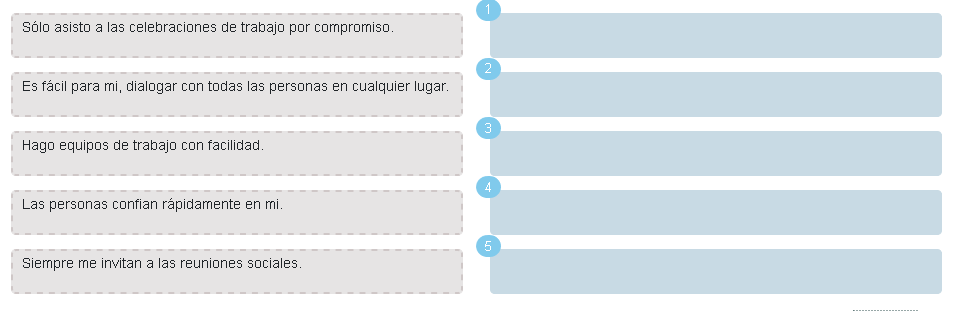 Sólo asisto a las celebraciones de trabajo por compromiso.
1
Es fácil para mi, dialogar con todas las personas en cualquier lugar.
2
Hago equipos de trabajo con facilidad.
3
Las personas confian rápidamente en mi.
4
Siempre me invitan a las reuniones sociales.
5